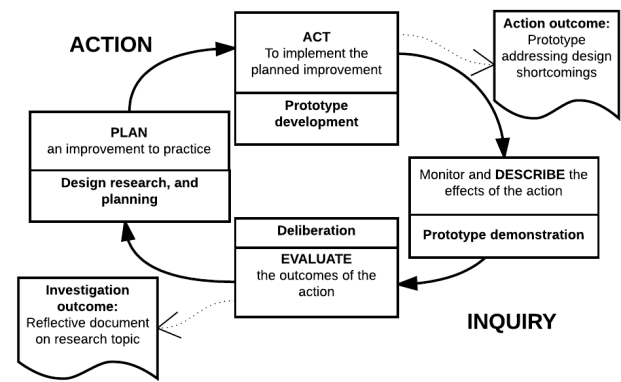 ACTION
ACT
To implement the
planned improvement
Prototype
development
Action outcome:
Prototype
addressing design
shortcomings
PLAN
an improvement to practice
Design research, and
planning
Monitor and DESCRIBE the
effects of the action
Prototype demonstration
Deliberation
EVALUATE
the outcomes of the
action
Investigation
outcome:
Reflective document
on research topic
INQUIRY